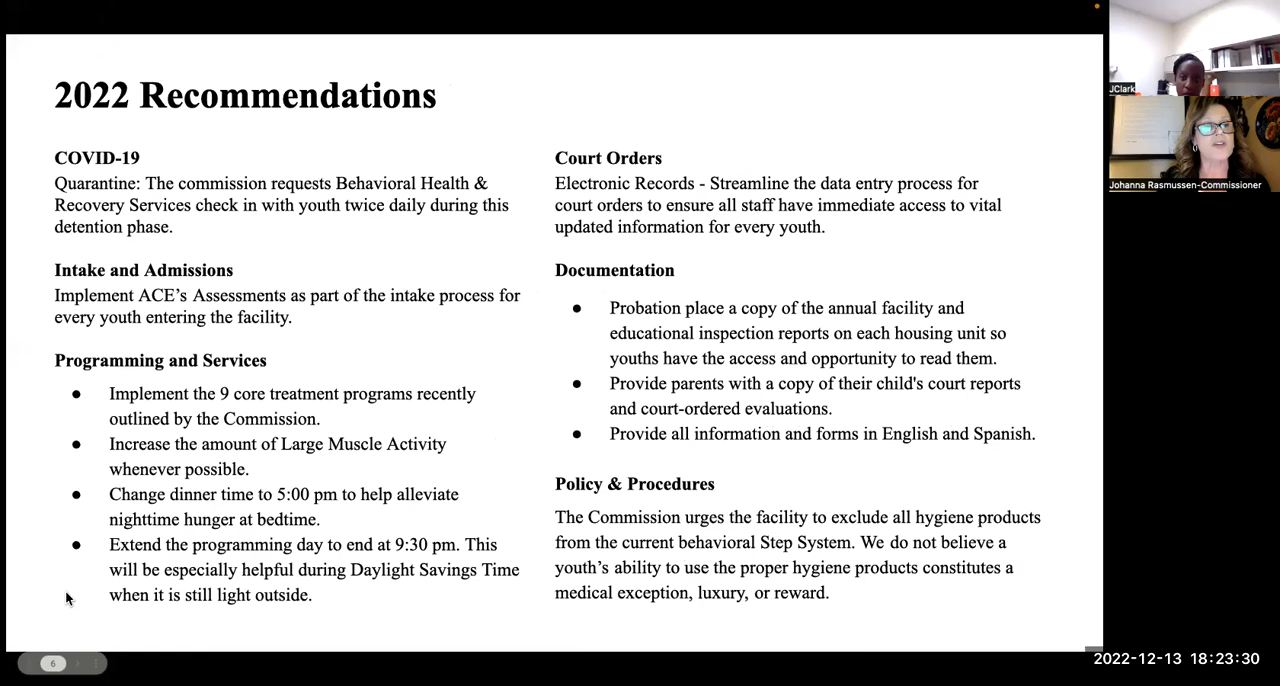 2022 Recommendations
COVID-19
Quarantine: The commission requests Behavioral Health &
Recovery Services check in with youth twice daily during this
detention phase.
Intake and Admissions
Implement ACE’s Assessments as part of the intake process for
every youth entering the facility.
Programming and Services
● Implement the 9 core treatment programs recently
outlined by the Commission.
● Increase the amount of Large Muscle Activity
whenever possible.
● Change dinner time to 5:00 pm to help alleviate
nighttime hunger at bedtime.
● Extend the programming day to end at 9:30 pm. This
will be especially helpful during Daylight Savings Time
when it is still light outside.
Court Orders
Electronic Records - Streamline the data entry process for
court orders to ensure all staff have immediate access to vital
updated information for every youth.
Documentation
● Probation place a copy of the annual facility and
educational inspection reports on each housing unit so
youths have the access and opportunity to read them.
● Provide parents with a copy of their child's court reports
and court-ordered evaluations.
● Provide all information and forms in English and Spanish.
Policy & Procedures
The Commission urges the facility to exclude all hygiene products
from the current behavioral Step System. We do not believe a
youth’s ability to use the proper hygiene products constitutes a
medical exception, luxury, or reward.
6
JClark
Johanna Rasmussen-Commissioner
2022-12-13 18:23:30